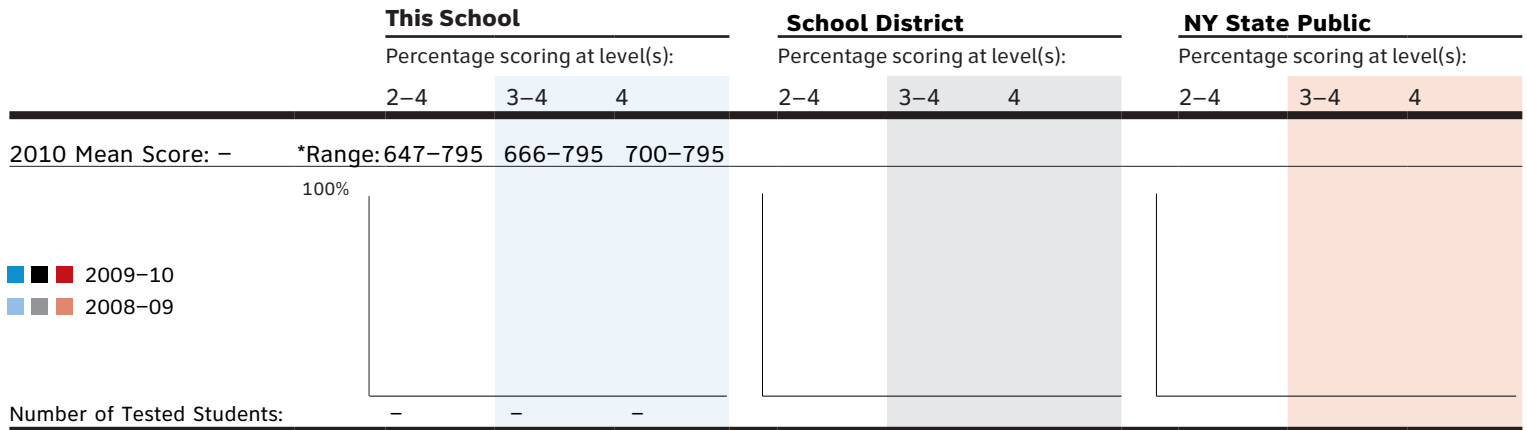 This School School District NY State Public
Percentage scoring at level(s): Percentage scoring at level(s): Percentage scoring at level(s):
2–4 3–4 4 2–4 3–4 4 2–4 3–4 4
2010 Mean Score: – *Range: 647–795 666–795 700–795
100%
2009–10
2008–09
Number of Tested Students: – – –